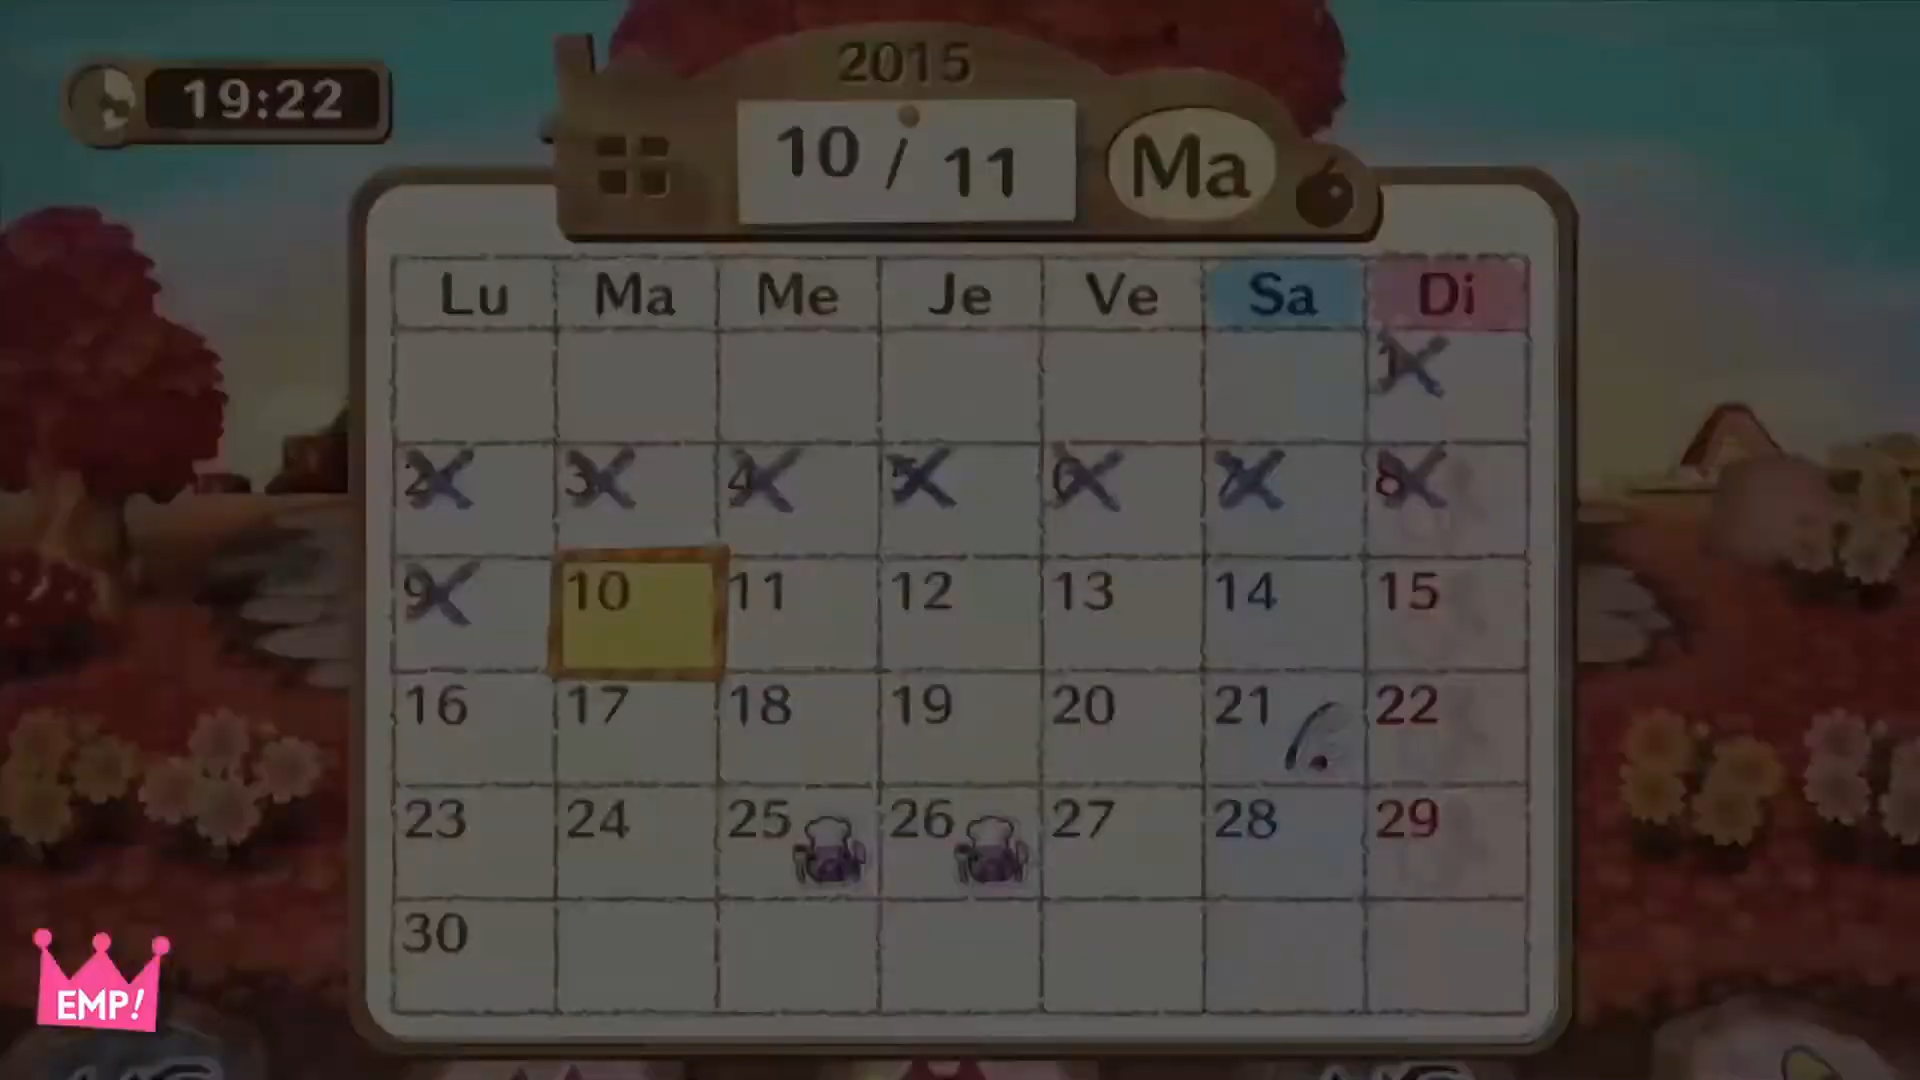 2015
19:22
10 / 11 Ma
Lu Ma Me Je Ve Sa Di
1
2 3 4 5 6 7 8
9 10 11 12 13 14 15
16 17 18 19 20 21 22
23 24 25 26 27 28 29
30
EMP!